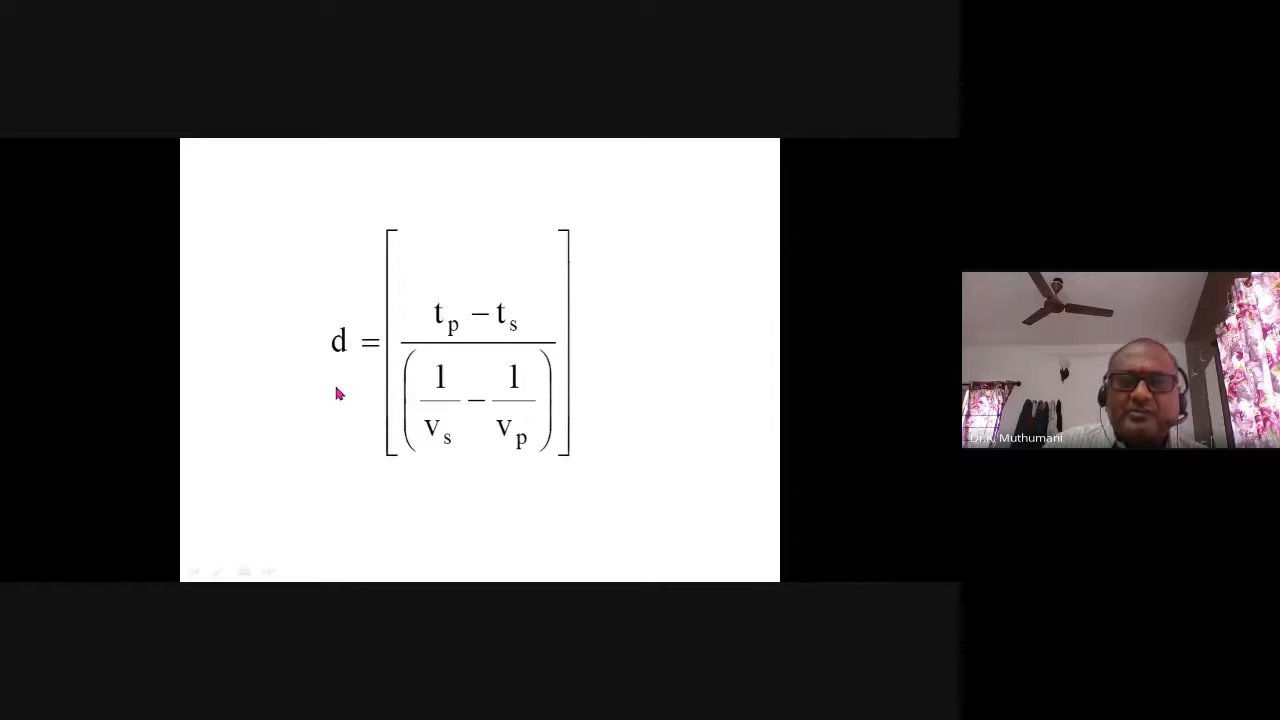 d = [ (t_p − t_s) / (1/v_s − 1/v_p) ]
Dr.K. Muthumani